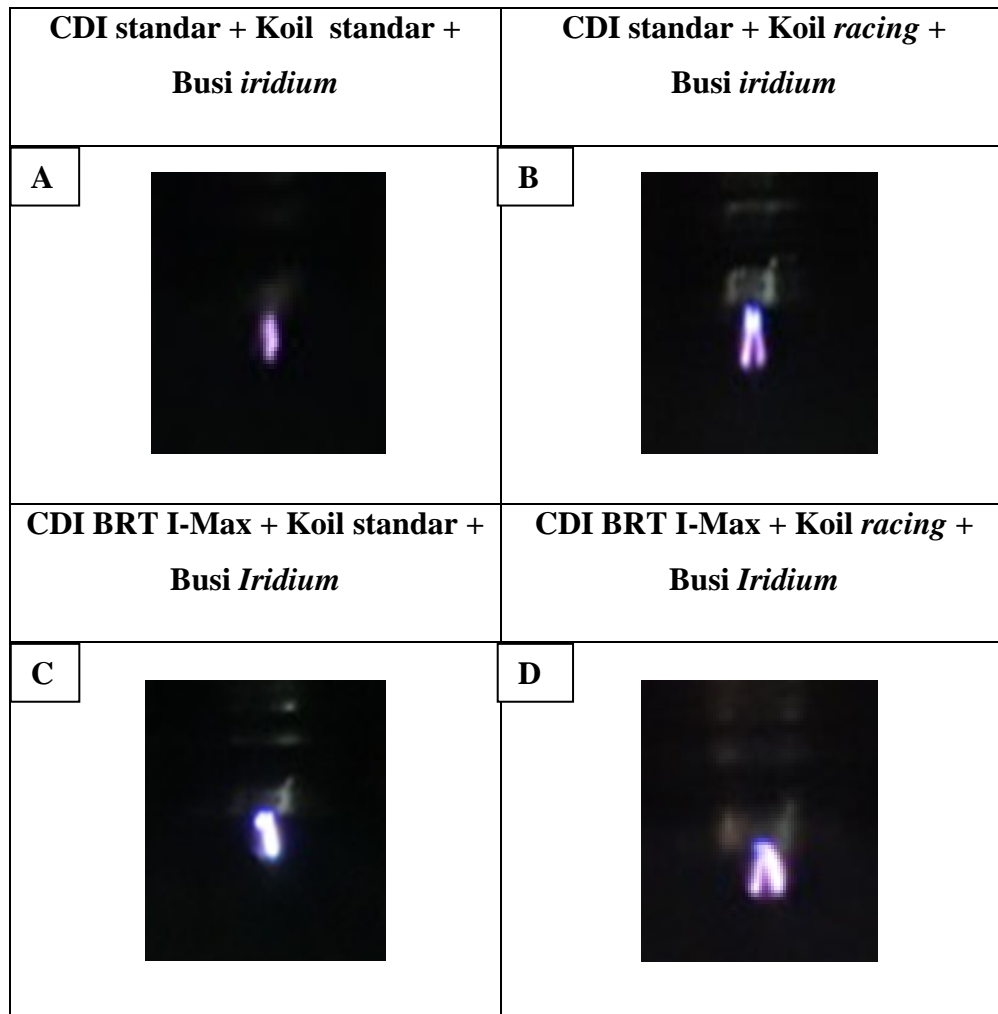 CDI standar + Koil standar +
Busi iridium
CDI standar + Koil racing +
Busi iridium
A
B
CDI BRT I-Max + Koil standar +
Busi Iridium
CDI BRT I-Max + Koil racing +
Busi Iridium
C
D